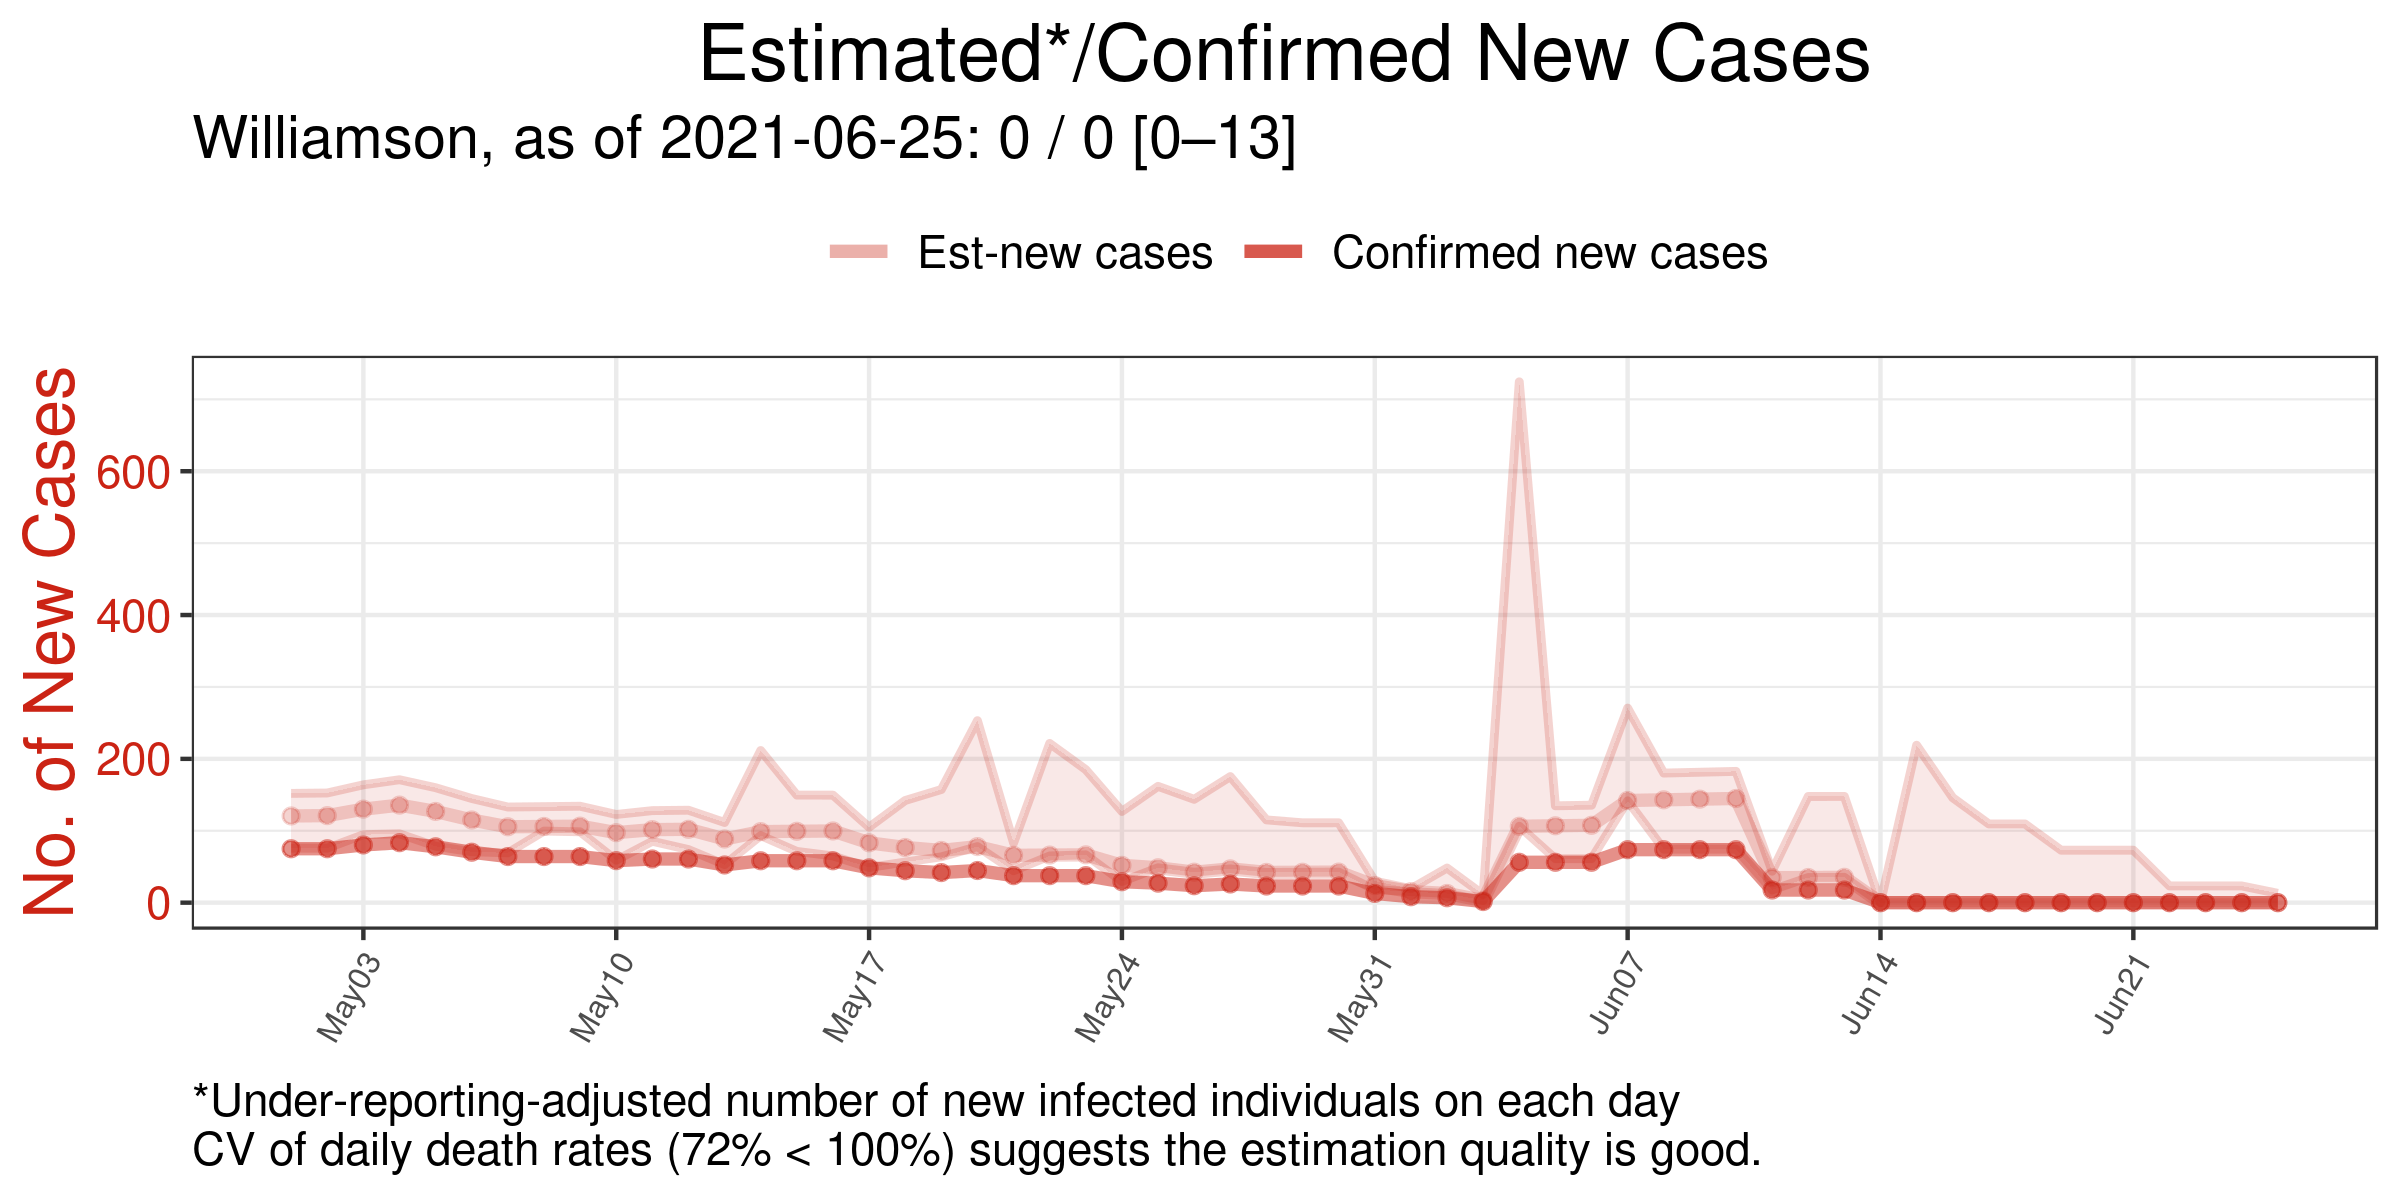 Estimated*/Confirmed New Cases
Williamson, as of 2021-06-25: 0 / 0 [0–13]
Est-new cases
Confirmed new cases
No. of New Cases
600
400
200
0
May03
May10
May17
May24
May31
Jun07
Jun14
Jun21
*Under-reporting-adjusted number of new infected individuals on each day
CV of daily death rates (72% < 100%) suggests the estimation quality is good.